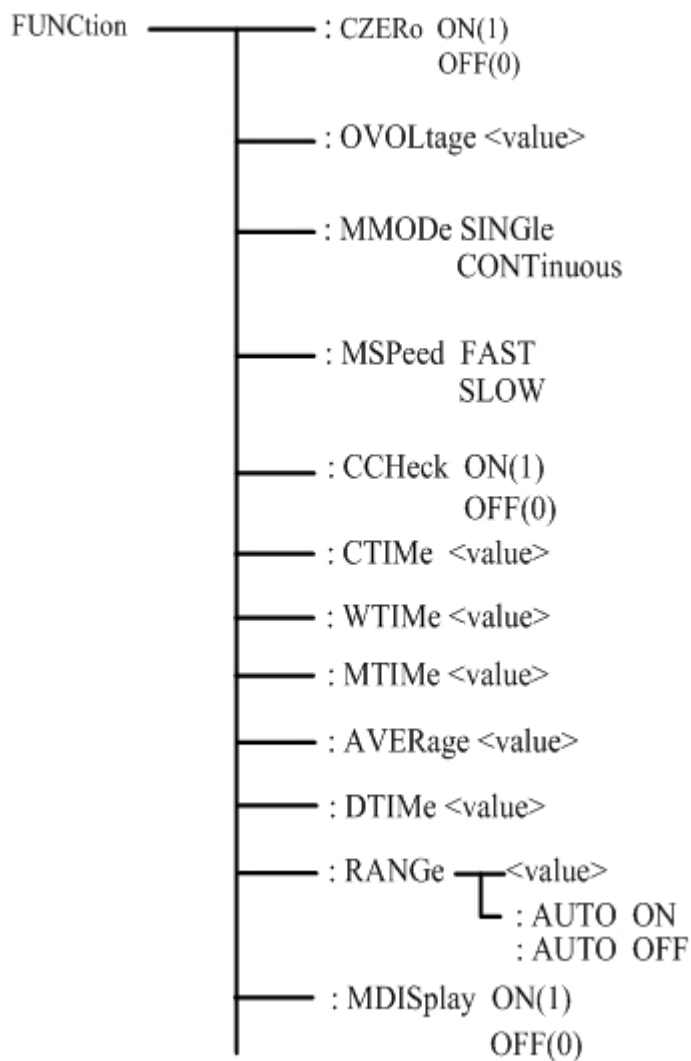 FUNCtion : CZERo ON(1)
OFF(0)
: OVOLtage <value>
: MMODe SINGle
CONTinuous
: MSPeed FAST
SLOW
: CCHeck ON(1)
OFF(0)
: CTIMe <value>
: WTIMe <value>
: MTIMe <value>
: AVERage <value>
: DTIMe <value>
: RANGe <value>
: AUTO ON
: AUTO OFF
: MDISplay ON(1)
OFF(0)